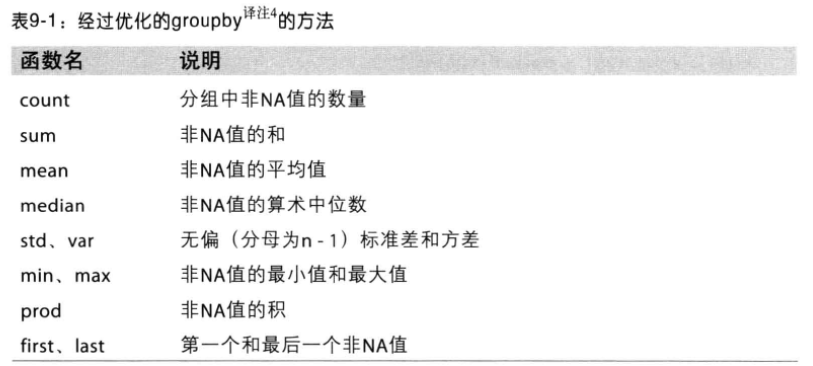 表9-1：经过优化的groupby译注4的方法
函数名 说明
count 分组中非NA值的数量
sum 非NA值的和
mean 非NA值的平均值
median 非NA值的算术中位数
std、var 无偏（分母为n - 1）标准差和方差
min、max 非NA值的最小值和最大值
prod 非NA值的积
first、last 第一个和最后一个非NA值